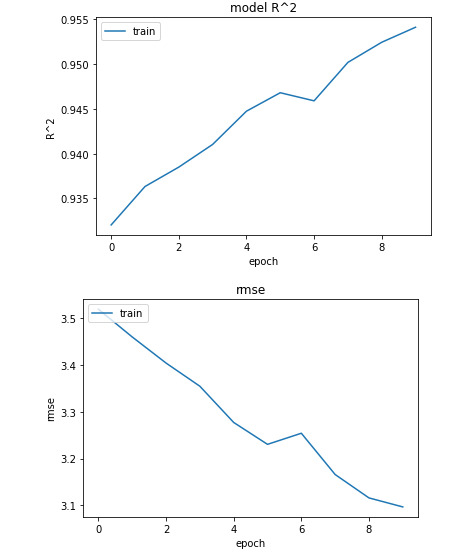 model R^2
0.955
train
0.950
0.945
R^2
0.940
0.935
0 2 4 6 8
epoch
rmse
3.5
train
3.4
3.3
rmse
3.2
3.1
0 2 4 6 8
epoch